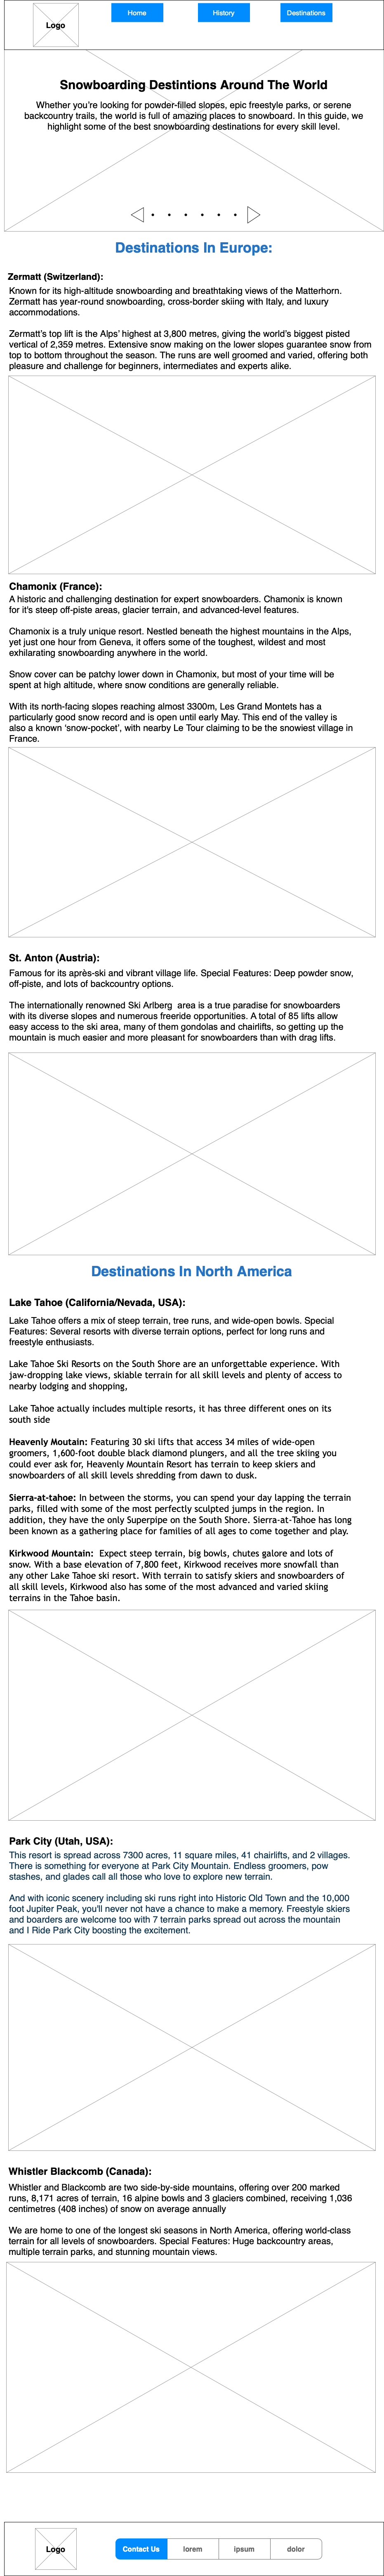 Logo
Home
History
Destinations
Snowboarding Destintions Around The World
Whether you're looking for powder-filled slopes, epic freestyle parks, or serene
backcountry trails, the world is full of amazing places to snowboard. In this guide, we
highlight some of the best snowboarding destinations for every skill level.
Destinations In Europe:
Zermatt (Switzerland):
Known for its high-altitude snowboarding and breathtaking views of the Matterhorn.
Zermatt has year-round snowboarding, cross-border skiing with Italy, and luxury
accommodations.
Zermatt's top lift is the Alps' highest at 3,800 metres, giving the world's biggest pisted
vertical of 2,359 metres. Extensive snow making on the lower slopes guarantee snow from
top to bottom throughout the season. The runs are well groomed and varied, offering both
pleasure and challenge for beginners, intermediates and experts alike.
Chamonix (France):
A historic and challenging destination for expert snowboarders. Chamonix is known
for it's steep off-piste areas, glacier terrain, and advanced-level features.
Chamonix is a truly unique resort. Nestled beneath the highest mountains in the Alps,
yet just one hour from Geneva, it offers some of the toughest, wildest and most
exhilarating snowboarding anywhere in the world.
Snow cover can be patchy lower down in Chamonix, but most of your time will be
spent at high altitude, where snow conditions are generally reliable.
With its north-facing slopes reaching almost 3300m, Les Grand Montets has a
particularly good snow record and is open until early May. This end of the valley is
also a known 'snow-pocket', with nearby Le Tour claiming to be the snowiest village in
France.
St. Anton (Austria):
Famous for its après-ski and vibrant village life. Special Features: Deep powder snow,
off-piste, and lots of backcountry options.
The internationally renowned Ski Arlberg area is a true paradise for snowboarders
with its diverse slopes and numerous freeride opportunities. A total of 85 lifts allow
easy access to the ski area, many of them gondolas and chairlifts, so getting up the
mountain is much easier and more pleasant for snowboarders than with drag lifts.
Destinations In North America
Lake Tahoe (California/Nevada, USA):
Lake Tahoe offers a mix of steep terrain, tree runs, and wide-open bowls. Special
Features: Several resorts with diverse terrain options, perfect for long runs and
freestyle enthusiasts.
Lake Tahoe Ski Resorts on the South Shore are an unforgettable experience. With
jaw-dropping lake views, skiable terrain for all skill levels and plenty of access to
nearby lodging and shopping,
Lake Tahoe actually includes multiple resorts, it has three different ones on its
south side
Heavenly Moutain: Featuring 30 ski lifts that access 34 miles of wide-open
groomers, 1,600-foot double black diamond plungers, and all the tree skiing you
could ever ask for, Heavenly Mountain Resort has terrain to keep skiers and
snowboarders of all skill levels shredding from dawn to dusk.
Sierra-at-tahoe: In between the storms, you can spend your day lapping the terrain
parks, filled with some of the most perfectly sculpted jumps in the region. In
addition, they have the only Superpipe on the South Shore. Sierra-at-Tahoe has long
been known as a gathering place for families of all ages to come together and play.
Kirkwood Mountain: Expect steep terrain, big bowls, chutes galore and lots of
snow. With a base elevation of 7,800 feet, Kirkwood receives more snowfall than
any other Lake Tahoe ski resort. With terrain to satisfy skiers and snowboarders of
all skill levels, Kirkwood also has some of the most advanced and varied skiing
terrains in the Tahoe basin.
Park City (Utah, USA):
This resort is spread across 7300 acres, 11 square miles, 41 chairlifts, and 2 villages.
There is something for everyone at Park City Mountain. Endless groomers, pow
stashes, and glades call all those who love to explore new terrain.
And with iconic scenery including ski runs right into Historic Old Town and the 10,000
foot Jupiter Peak, you'll never not have a chance to make a memory. Freestyle skiers
and boarders are welcome too with 7 terrain parks spread out across the mountain
and I Ride Park City boosting the excitement.
Whistler Blackcomb (Canada):
Whistler and Blackcomb are two side-by-side mountains, offering over 200 marked
runs, 8,171 acres of terrain, 16 alpine bowls and 3 glaciers combined, receiving 1,036
centimetres (408 inches) of snow on average annually
We are home to one of the longest ski seasons in North America, offering world-class
terrain for all levels of snowboarders. Special Features: Huge backcountry areas,
multiple terrain parks, and stunning mountain views.
Logo
Contact Us
lorem
ipsum
dolor